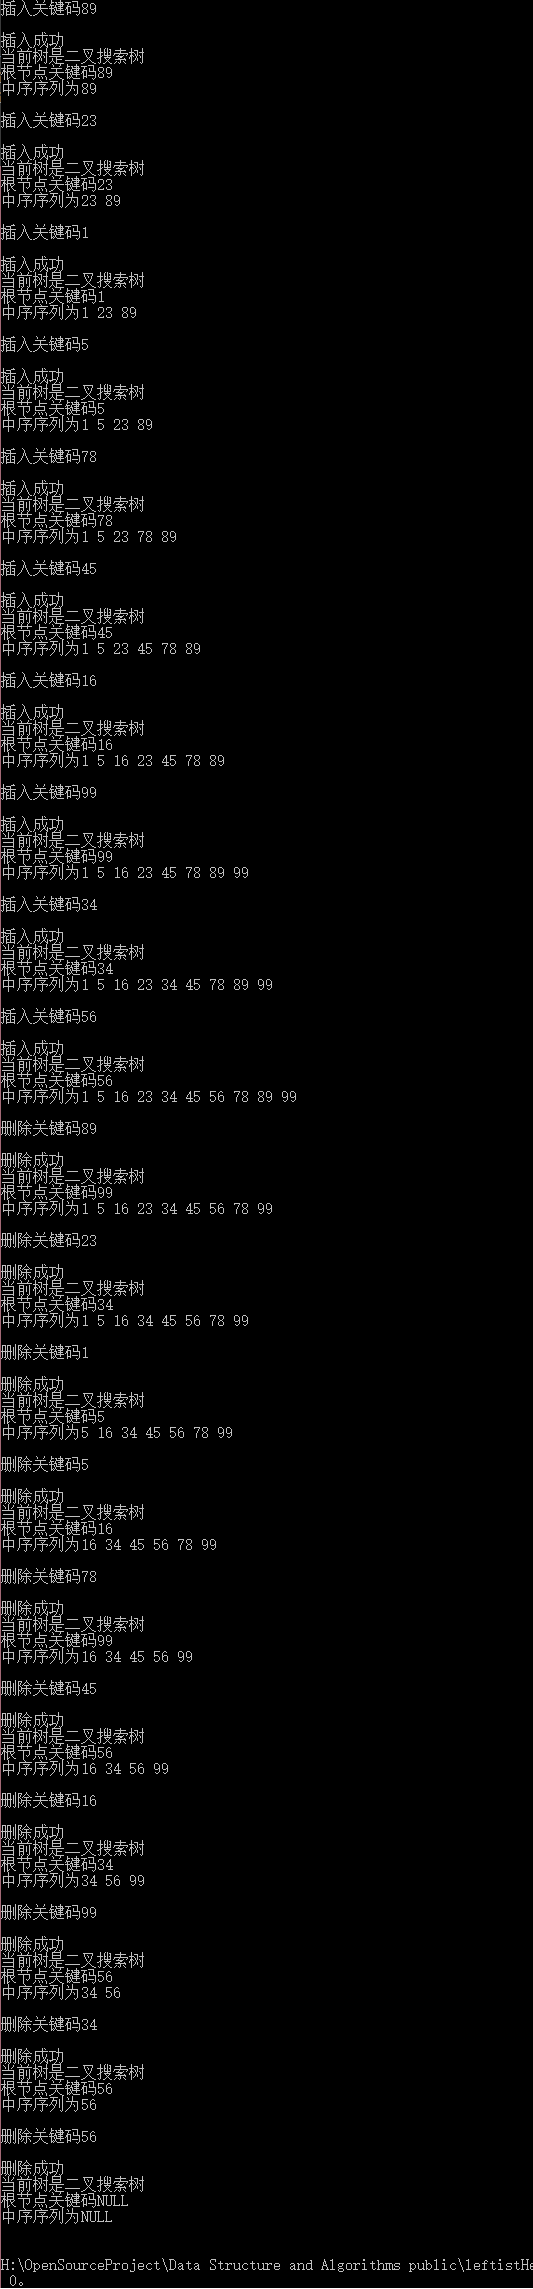 插入关键码89
插入成功
当前树是二叉搜索树
根节点关键码89
中序序列为89
插入关键码23
插入成功
当前树是二叉搜索树
根节点关键码23
中序序列为23 89
插入关键码1
插入成功
当前树是二叉搜索树
根节点关键码1
中序序列为1 23 89
插入关键码5
插入成功
当前树是二叉搜索树
根节点关键码5
中序序列为1 5 23 89
插入关键码78
插入成功
当前树是二叉搜索树
根节点关键码78
中序序列为1 5 23 78 89
插入关键码45
插入成功
当前树是二叉搜索树
根节点关键码45
中序序列为1 5 23 45 78 89
插入关键码16
插入成功
当前树是二叉搜索树
根节点关键码16
中序序列为1 5 16 23 45 78 89
插入关键码99
插入成功
当前树是二叉搜索树
根节点关键码99
中序序列为1 5 16 23 45 78 89 99
插入关键码34
插入成功
当前树是二叉搜索树
根节点关键码34
中序序列为1 5 16 23 34 45 78 89 99
插入关键码56
插入成功
当前树是二叉搜索树
根节点关键码56
中序序列为1 5 16 23 34 45 56 78 89 99
删除关键码89
删除成功
当前树是二叉搜索树
根节点关键码99
中序序列为1 5 16 23 34 45 56 78 99
删除关键码23
删除成功
当前树是二叉搜索树
根节点关键码34
中序序列为1 5 16 34 45 56 78 99
删除关键码1
删除成功
当前树是二叉搜索树
根节点关键码5
中序序列为5 16 34 45 56 78 99
删除关键码5
删除成功
当前树是二叉搜索树
根节点关键码16
中序序列为16 34 45 56 78 99
删除关键码78
删除成功
当前树是二叉搜索树
根节点关键码99
中序序列为16 34 45 56 99
删除关键码45
删除成功
当前树是二叉搜索树
根节点关键码56
中序序列为16 34 56 99
删除关键码16
删除成功
当前树是二叉搜索树
根节点关键码34
中序序列为34 56 99
删除关键码99
删除成功
当前树是二叉搜索树
根节点关键码56
中序序列为34 56
删除关键码34
删除成功
当前树是二叉搜索树
根节点关键码56
中序序列为56
删除关键码56
删除成功
当前树是二叉搜索树
根节点关键码NULL
中序序列为NULL
H:\OpenSourceProject\Data Structure and Algorithms public\leftistHe
0。